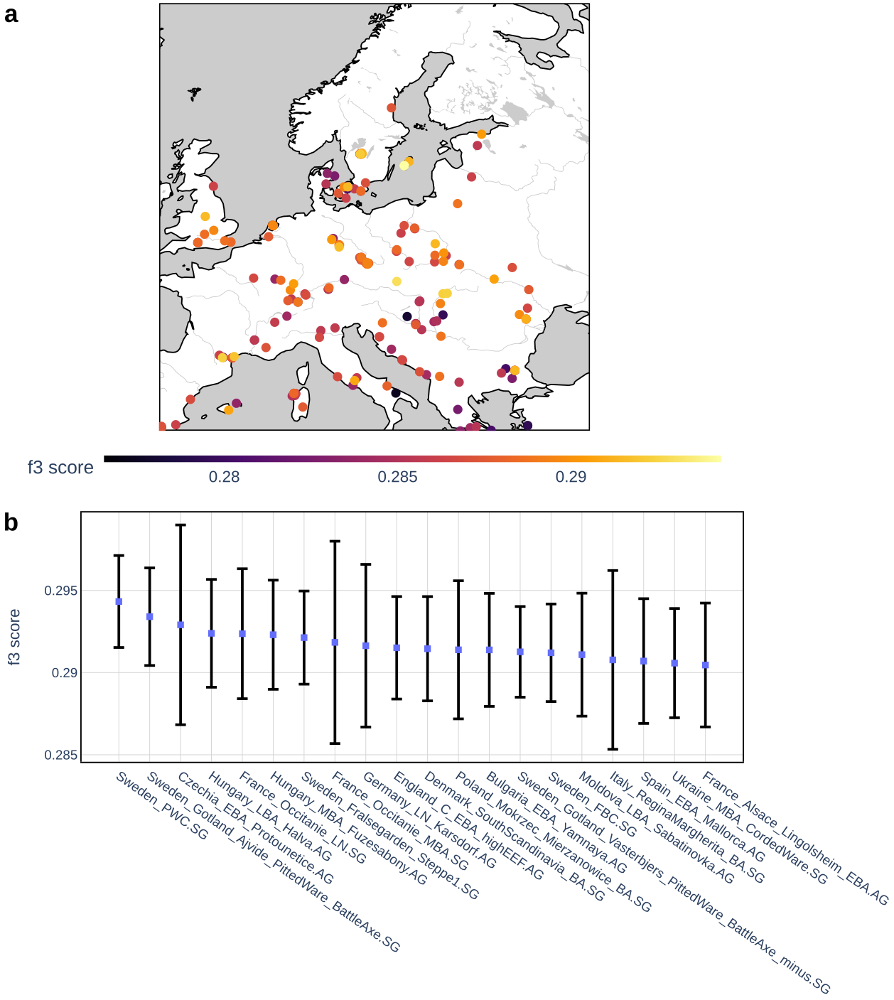 a
f3 score
0.28
0.285
0.29
b
f3 score
0.295
0.29
0.285
Sweden_PWC.SG
Sweden_Gotland_Ajvide_PittedWare_BattleAxe.SG
Czechia_EBA_Protounetice.AG
Hungary_LBA_Halva.AG
France_Occitanie_LN.SG
Hungary_MBA_Fuzesabony.AG
Sweden_Fralsegarden_Steppe1.SG
France_Occitanie_MBA.SG
Germany_LN_Karsdorf.AG
England_C_EBA_highEEF.AG
Denmark_SouthScandinavia_BA.SG
Poland_Mokrzec_Mierzanowice_BA.SG
Bulgaria_EBA_Yamnaya.AG
Sweden_Gotland_Vasterbjers_PittedWare_BattleAxe_minus.SG
Sweden_FBC.SG
Moldova_LBA_Sabatinovka.AG
Italy_ReginaMargherita_BA.SG
Spain_EBA_Mallorca.AG
Ukraine_MBA_CordedWare.SG
France_Alsace_Lingolsheim_EBA.AG